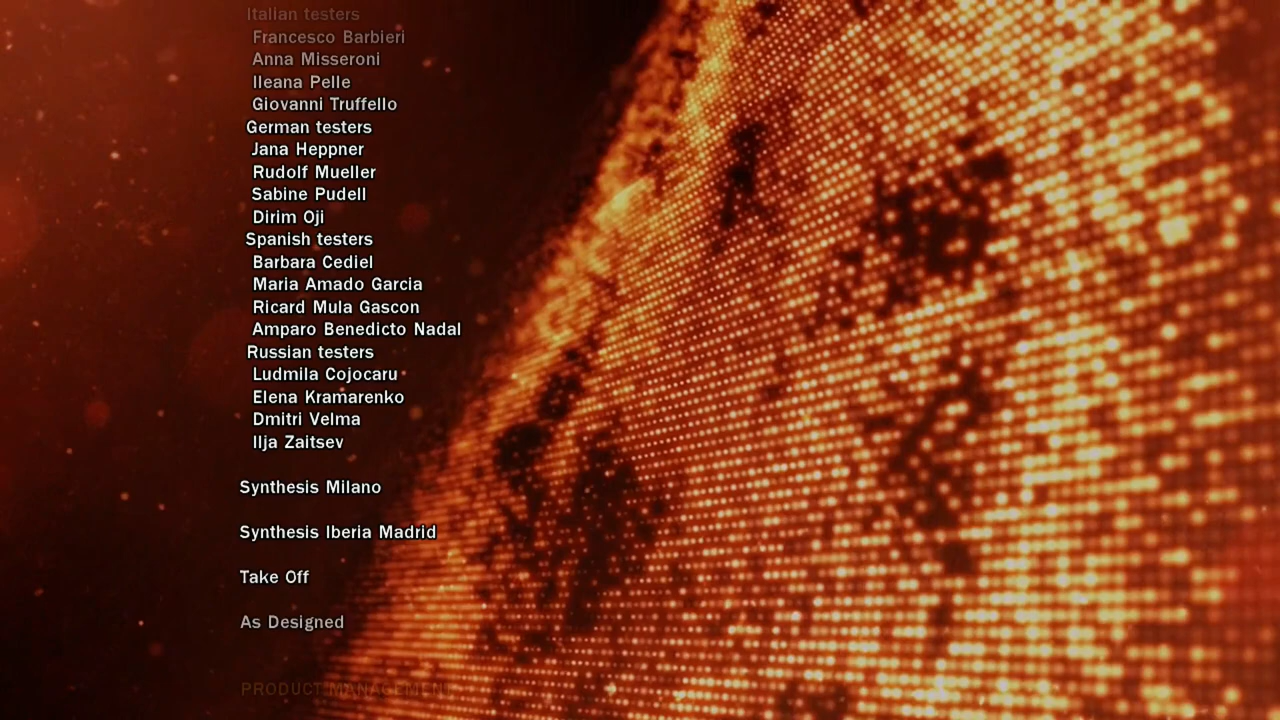 Italian testers
Francesco Barbieri
Anna Misseroni
Ileana Pelle
Giovanni Truffello
German testers
Jana Heppner
Rudolf Mueller
Sabine Pudell
Dirim Oji
Spanish testers
Barbara Cediel
Maria Amado Garcia
Ricard Mula Gascon
Amparo Benedicto Nadal
Russian testers
Ludmila Cojocaru
Elena Kramarenko
Dmitri Velma
Ilja Zaitsev
Synthesis Milano
Synthesis Iberia Madrid
Take Off
As Designed
PRODUCT MANAGEMENT